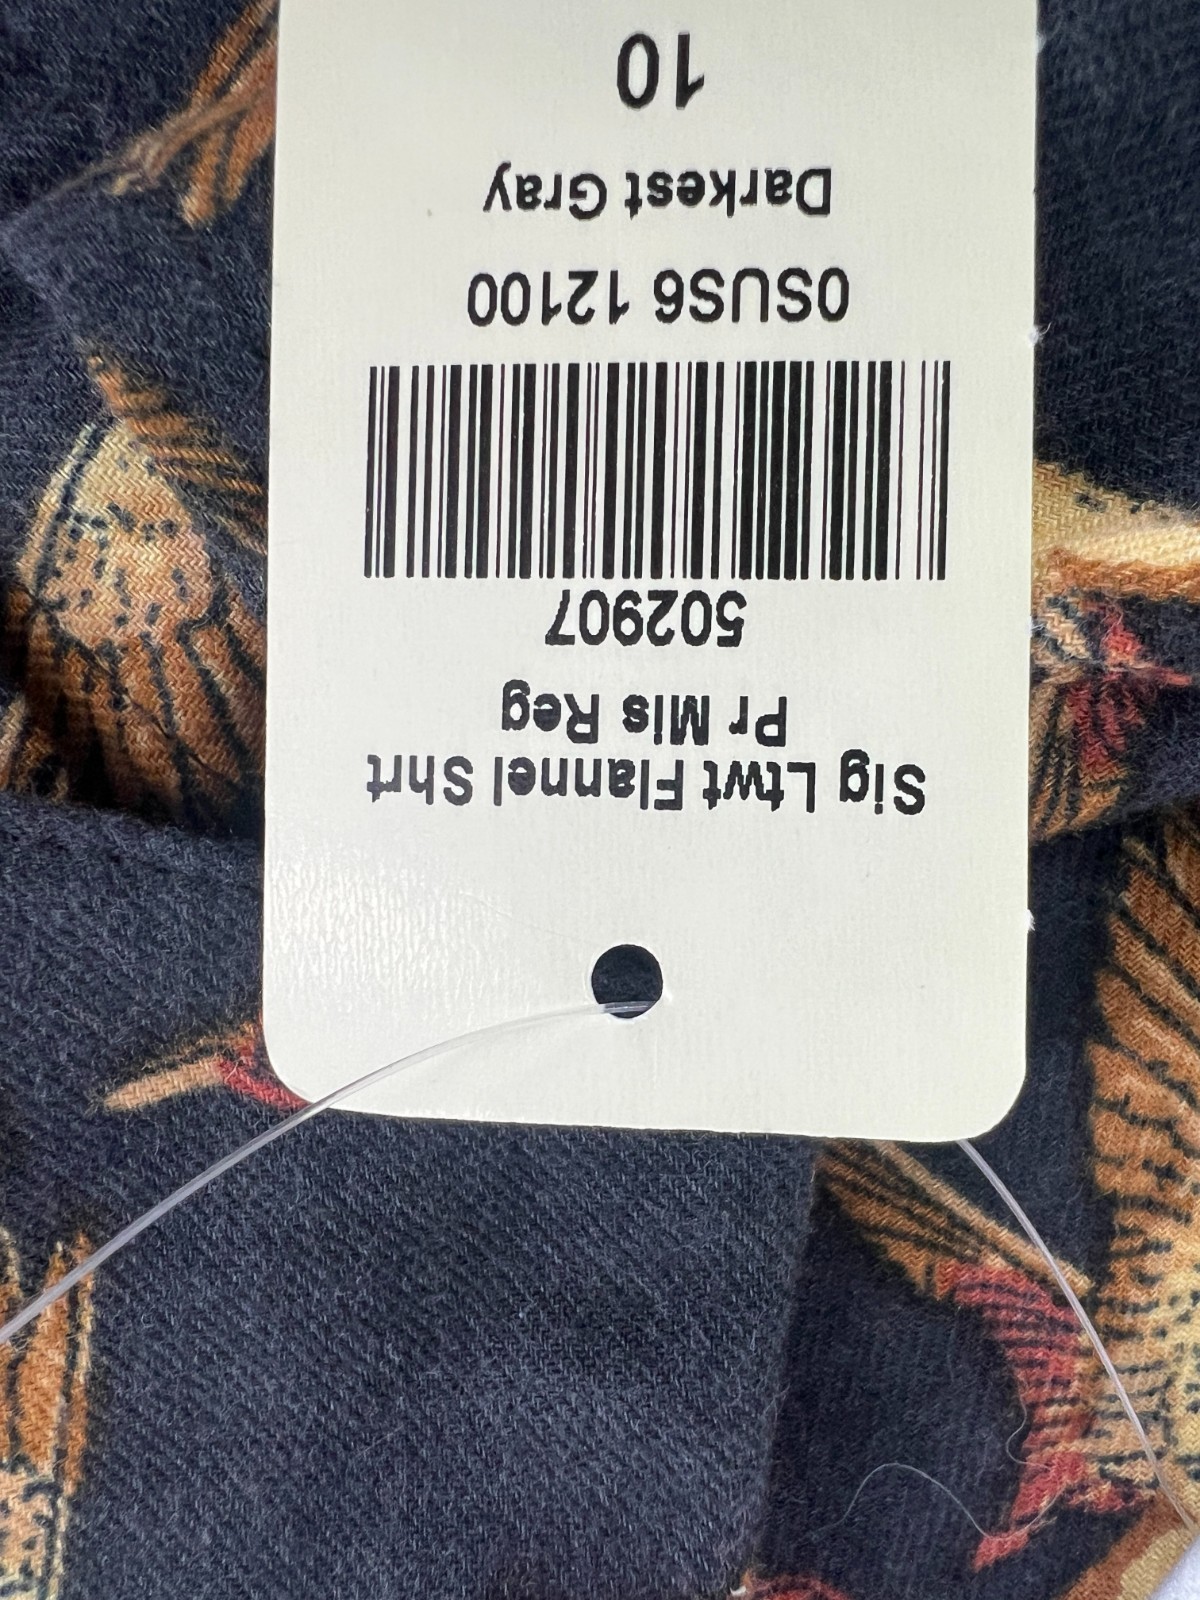 Sig Ltwt Flannel Shrt
Pr Mis Reg
502907
0SUS6 12100
Darkest Gray
10